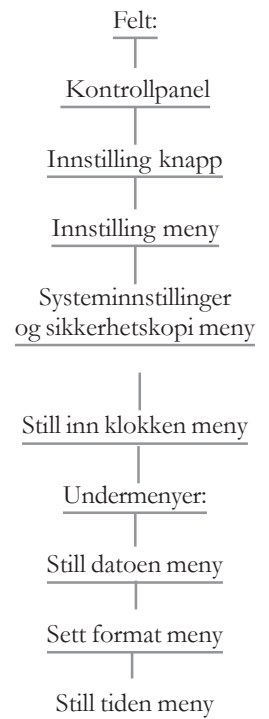 Felt:
Kontrollpanel
Innstilling knapp
Innstilling meny
Systeminnstillinger
og sikkerhetskopi meny
Still inn klokken meny
Undermenyer:
Still datoen meny
Sett format meny
Still tiden meny